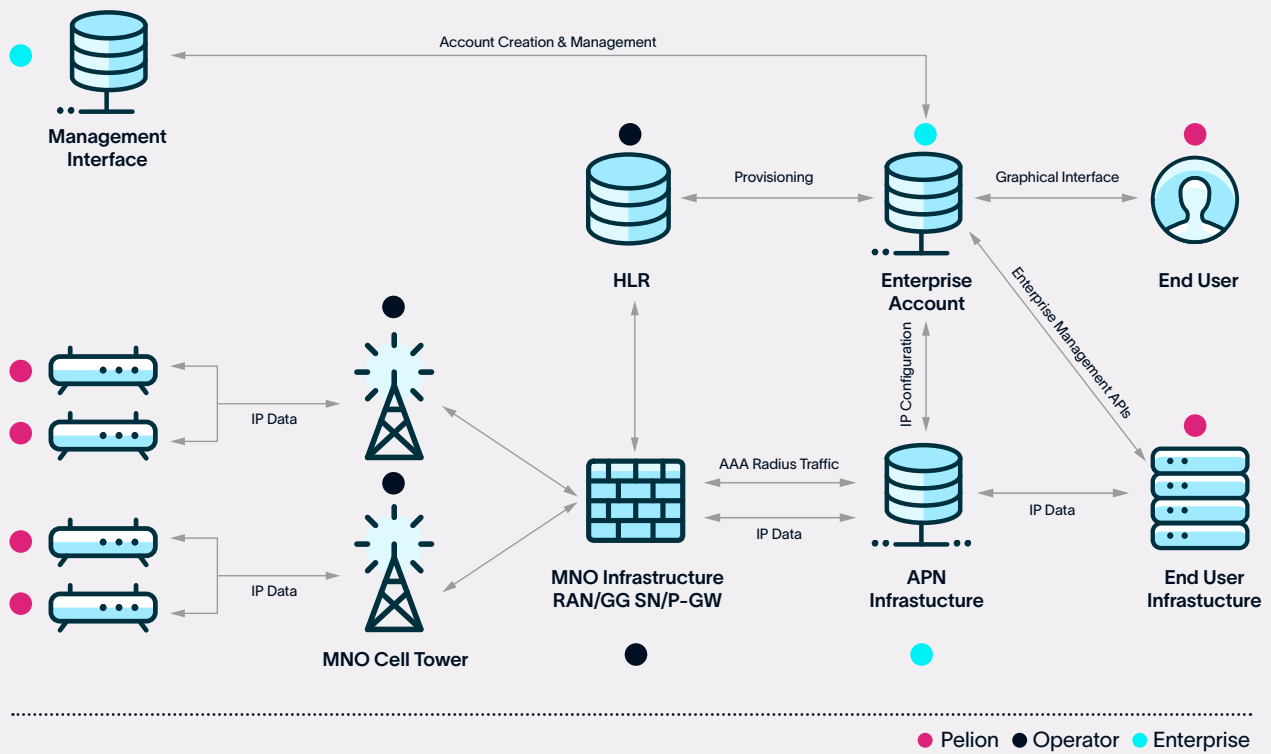 Account Creation & Management
Management
Interface
Provisioning
Graphical Interface
HLR
Enterprise
Account
End User
Enterprise Management APIs
IP Configuration
IP Data
AAA Radius Traffic
IP Data
IP Data
IP Data
MNO Infrastructure
RAN/GG SN/P-GW
APN
Infrastucture
End User
Infrastucture
MNO Cell Tower
Pelion
Operator
Enterprise